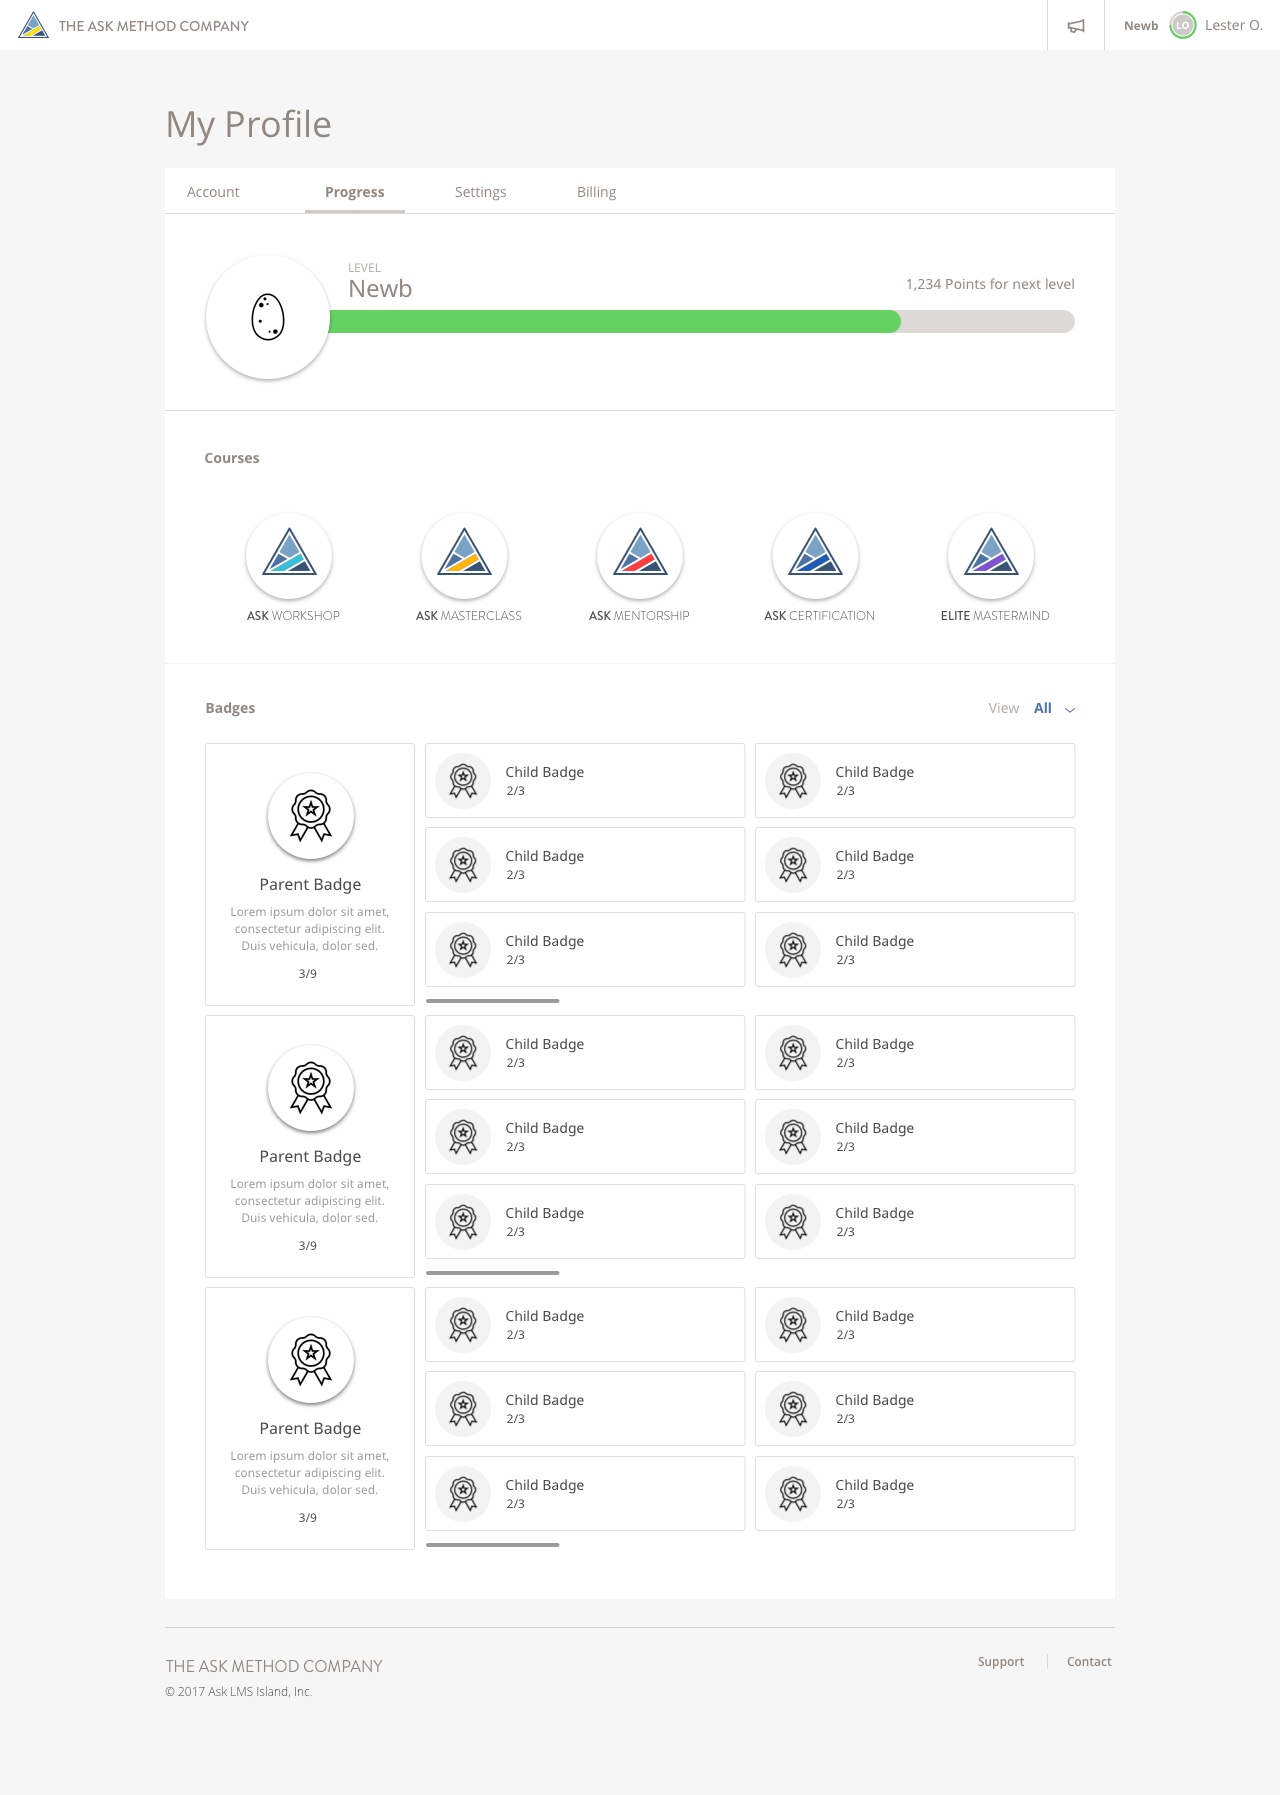 THE ASK METHOD COMPANY
Newb LO Lester O.
My Profile
Account Progress Settings Billing
LEVEL
Newb
1,234 Points for next level
Courses
ASK WORKSHOP
ASK MASTERCLASS
ASK MENTORSHIP
ASK CERTIFICATION
ELITE MASTERMIND
Badges
View All
Parent Badge
Lorem ipsum dolor sit amet,
consectetur adipiscing elit.
Duis vehicula, dolor sed.
3/9
Child Badge
2/3
Child Badge
2/3
Child Badge
2/3
Child Badge
2/3
Child Badge
2/3
Child Badge
2/3
Parent Badge
Lorem ipsum dolor sit amet,
consectetur adipiscing elit.
Duis vehicula, dolor sed.
3/9
Child Badge
2/3
Child Badge
2/3
Child Badge
2/3
Child Badge
2/3
Child Badge
2/3
Child Badge
2/3
Parent Badge
Lorem ipsum dolor sit amet,
consectetur adipiscing elit.
Duis vehicula, dolor sed.
3/9
Child Badge
2/3
Child Badge
2/3
Child Badge
2/3
Child Badge
2/3
Child Badge
2/3
Child Badge
2/3
THE ASK METHOD COMPANY
© 2017 Ask LMS Island, Inc.
Support
Contact